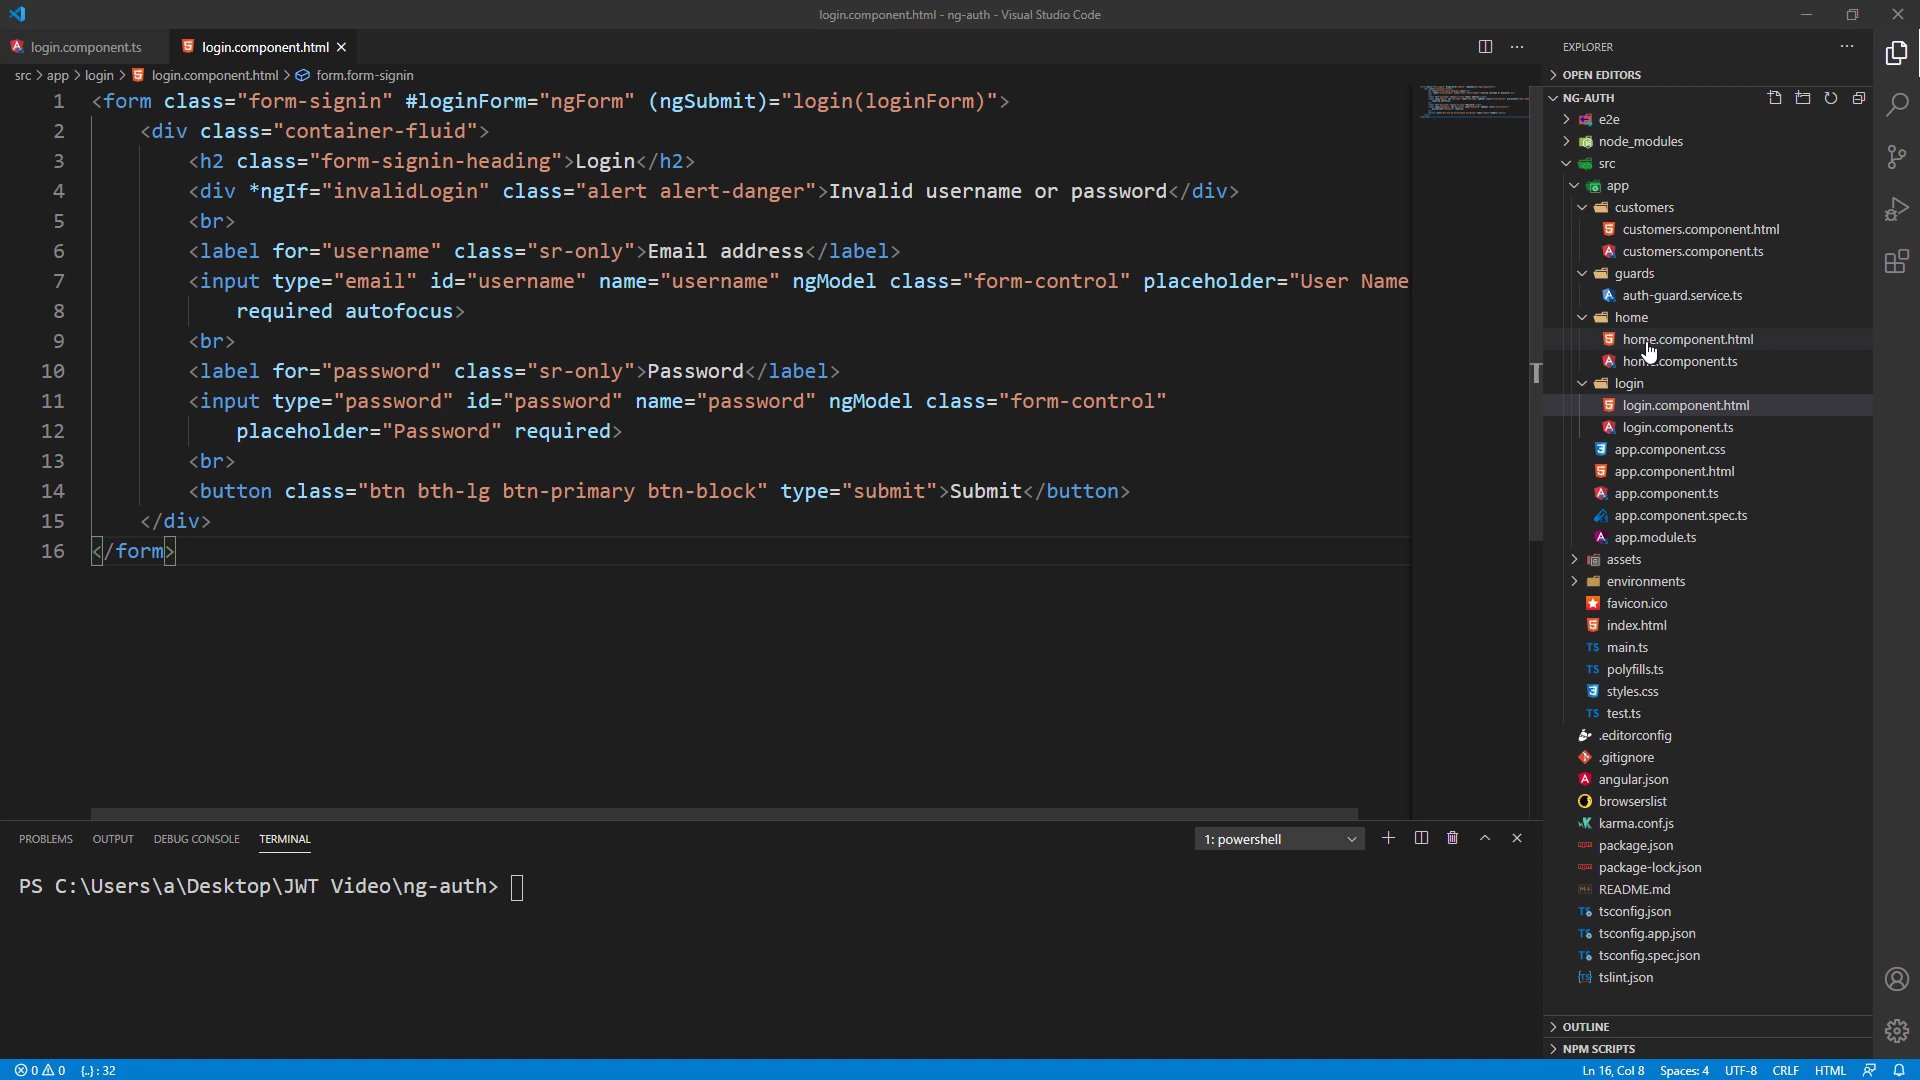 login.component.html - ng-auth - Visual Studio Code
login.component.ts
login.component.html
src > app > login > login.component.html > form.form-signin
1 <form class="form-signin" #loginForm="ngForm" (ngSubmit)="login(loginForm)">
2 <div class="container-fluid">
3 <h2 class="form-signin-heading">Login</h2>
4 <div *ngIf="invalidLogin" class="alert alert-danger">Invalid username or password</div>
5 <br>
6 <label for="username" class="sr-only">Email address</label>
7 <input type="email" id="username" name="username" ngModel class="form-control" placeholder="User Name
8 required autofocus>
9 <br>
10 <label for="password" class="sr-only">Password</label>
11 <input type="password" id="password" name="password" ngModel class="form-control"
12 placeholder="Password" required>
13 <br>
14 <button class="btn bth-lg btn-primary btn-block" type="submit">Submit</button>
15 </div>
16 </form>
PROBLEMS OUTPUT DEBUG CONSOLE TERMINAL
1: powershell
PS C:\Users\a\Desktop\JWT Video\ng-auth>
EXPLORER
OPEN EDITORS
NG-AUTH
e2e
node_modules
src
app
customers
customers.component.html
customers.component.ts
guards
auth-guard.service.ts
home
home.component.html
home.component.ts
login
login.component.html
login.component.ts
app.component.css
app.component.html
app.component.ts
app.component.spec.ts
app.module.ts
assets
environments
favicon.ico
index.html
TS main.ts
TS polyfills.ts
styles.css
TS test.ts
.editorconfig
.gitignore
angular.json
browserslist
karma.conf.js
package.json
package-lock.json
README.md
tsconfig.json
tsconfig.app.json
tsconfig.spec.json
tslint.json
OUTLINE
NPM SCRIPTS
0 0 {..} : 32
Ln 16, Col 8 Spaces: 4 UTF-8 CRLF HTML